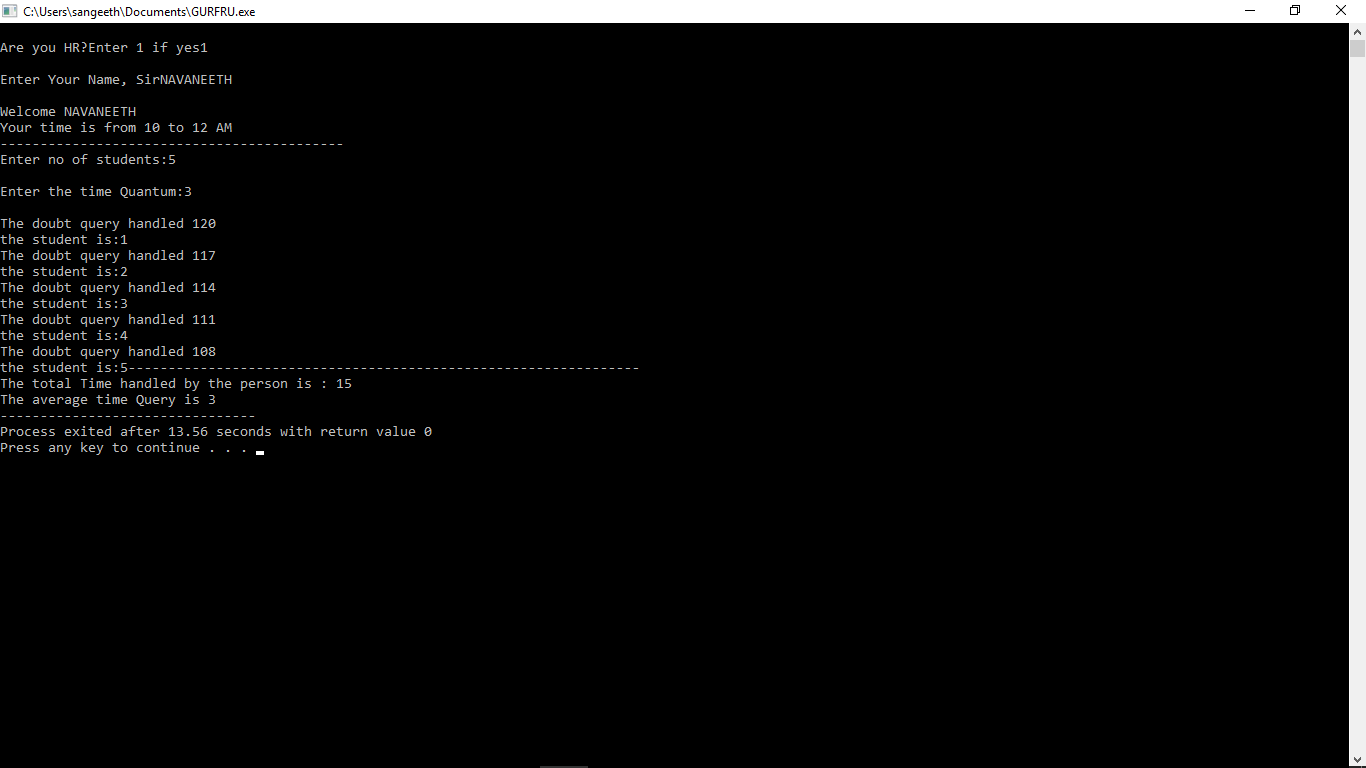 C:\Users\sangeeth\Documents\GURFRU.exe
Are you HR?Enter 1 if yes1
Enter Your Name, SirNAVANEETH
Welcome NAVANEETH
Your time is from 10 to 12 AM
-------------------------------------------
Enter no of students:5
Enter the time Quantum:3
The doubt query handled 120
the student is:1
The doubt query handled 117
the student is:2
The doubt query handled 114
the student is:3
The doubt query handled 111
the student is:4
The doubt query handled 108
the student is:5----------------------------------------------------------------
The total Time handled by the person is : 15
The average time Query is 3
--------------------------------
Process exited after 13.56 seconds with return value 0
Press any key to continue . . .